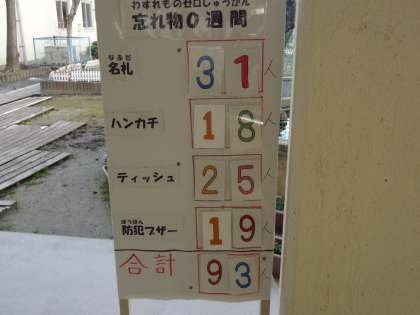 わすれものゼロしゅうかん
忘れ物0週間
なふだ
名札 31人
ハンカチ 18人
ティッシュ 25人
ぼうはん
防犯ブザー 19人
合計 93人